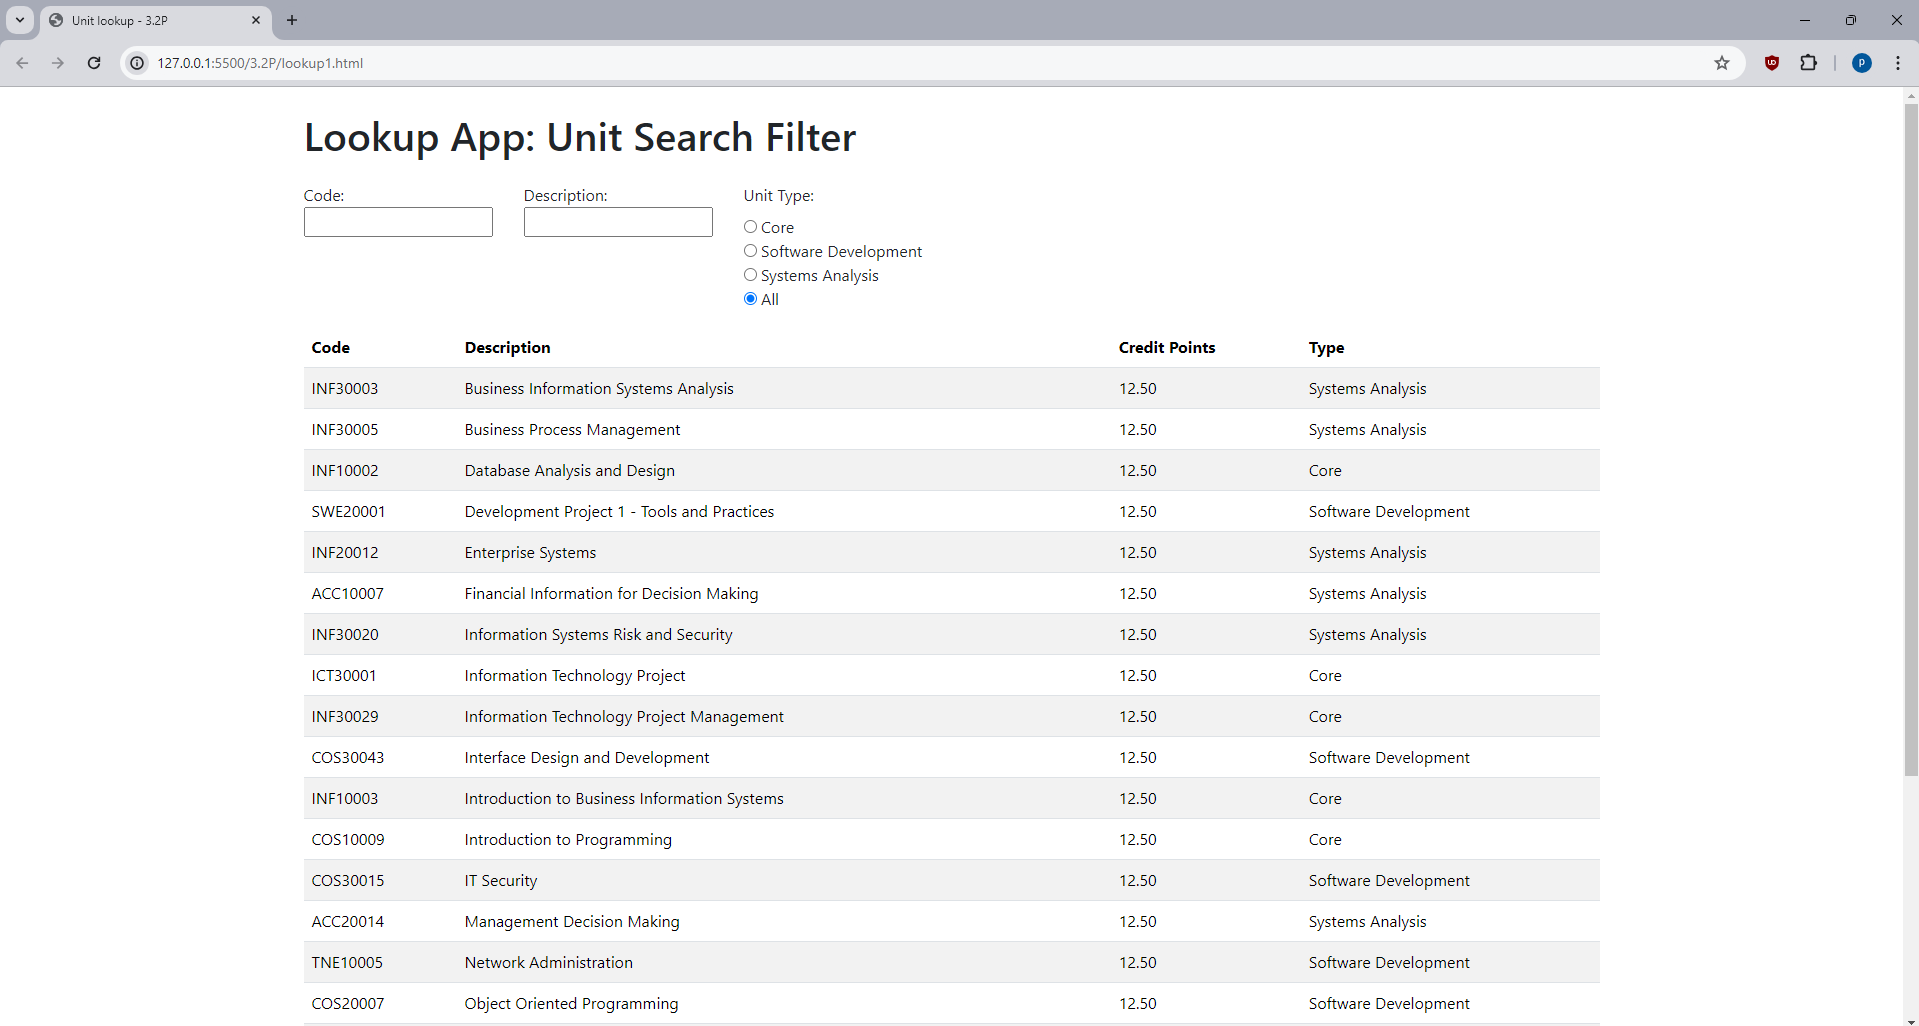 Unit lookup - 3.2P
127.0.0.1:5500/3.2P/lookup1.html
P
Lookup App: Unit Search Filter
Code: Description: Unit Type:
Core
Software Development
Systems Analysis
All
Code Description Credit Points Type
INF30003 Business Information Systems Analysis 12.50 Systems Analysis
INF30005 Business Process Management 12.50 Systems Analysis
INF10002 Database Analysis and Design 12.50 Core
SWE20001 Development Project 1 - Tools and Practices 12.50 Software Development
INF20012 Enterprise Systems 12.50 Systems Analysis
ACC10007 Financial Information for Decision Making 12.50 Systems Analysis
INF30020 Information Systems Risk and Security 12.50 Systems Analysis
ICT30001 Information Technology Project 12.50 Core
INF30029 Information Technology Project Management 12.50 Core
COS30043 Interface Design and Development 12.50 Software Development
INF10003 Introduction to Business Information Systems 12.50 Core
COS10009 Introduction to Programming 12.50 Core
COS30015 IT Security 12.50 Software Development
ACC20014 Management Decision Making 12.50 Systems Analysis
TNE10005 Network Administration 12.50 Software Development
COS20007 Object Oriented Programming 12.50 Software Development